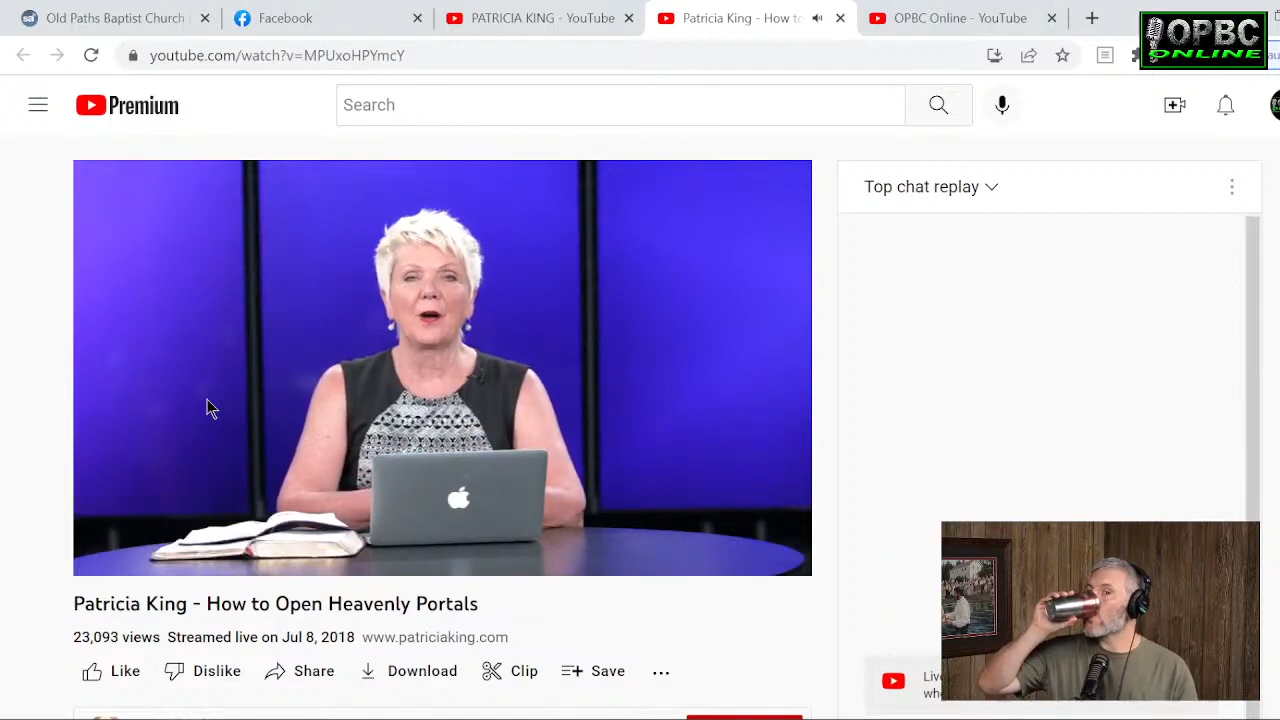 Old Paths Baptist Church
Facebook
PATRICIA KING - YouTube
Patricia King - How to
OPBC Online - YouTube
OPBC
ONLINE
youtube.com/watch?v=MPUxoHPYmcY
Premium
Search
Top chat replay
Patricia King - How to Open Heavenly Portals
23,093 views Streamed live on Jul 8, 2018 www.patriciaking.com
Like Dislike Share Download Clip Save